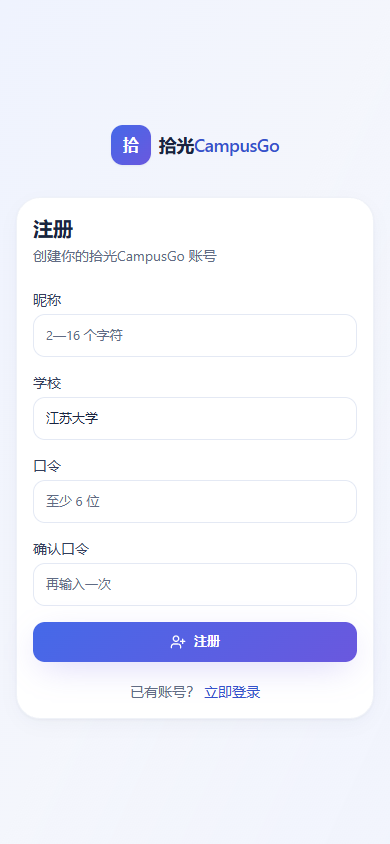 拾 拾光CampusGo
注册
创建你的拾光CampusGo 账号
昵称
2—16 个字符
学校
江苏大学
口令
至少 6 位
确认口令
再输入一次
注册
已有账号? 立即登录